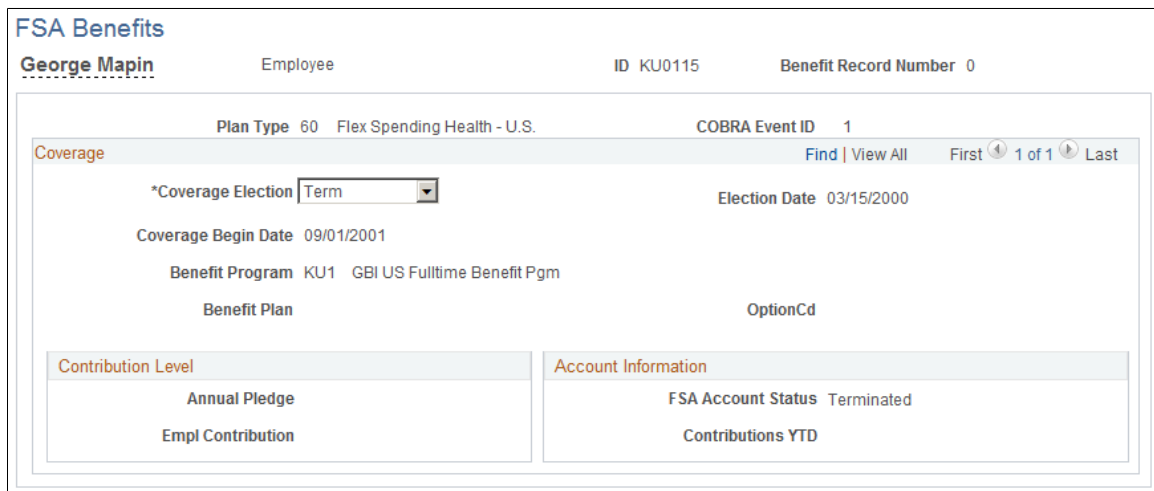 FSA Benefits
George Mapin Employee ID KU0115 Benefit Record Number 0
Plan Type 60 Flex Spending Health - U.S. COBRA Event ID 1
Coverage Find | View All First 1 of 1 Last
*Coverage Election Term Election Date 03/15/2000
Coverage Begin Date 09/01/2001
Benefit Program KU1 GBI US Fulltime Benefit Pgm
Benefit Plan OptionCd
Contribution Level Account Information
Annual Pledge FSA Account Status Terminated
Empl Contribution Contributions YTD